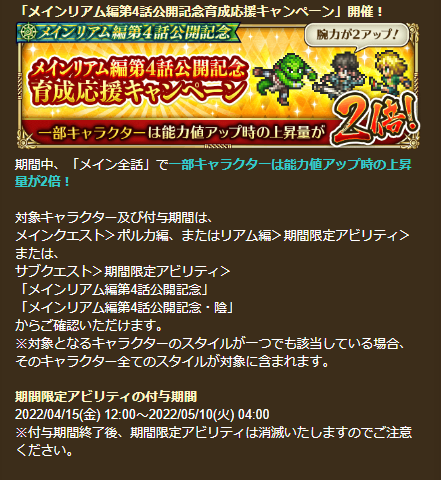 「メインリアム編第4話公開記念育成応援キャンペーン」開催！
メインリアム編第4話公開記念
腕力が2アップ！
メインリアム編第4話公開記念
育成応援キャンペーン
一部キャラクターは能力値アップ時の上昇量が2倍！
期間中、「メイン全話」で一部キャラクターは能力値アップ時の上昇
量が2倍！
対象キャラクター及び付与期間は、
メインクエスト＞ポルカ編、またはリアム編＞期間限定アビリティ＞
または、
サブクエスト＞期間限定アビリティ＞
「メインリアム編第4話公開記念」
「メインリアム編第4話公開記念・陰」
からご確認いただけます。
※対象となるキャラクターのスタイルが一つでも該当している場合、
そのキャラクター全てのスタイルが対象に含まれます。
期間限定アビリティの付与期間
2022/04/15(金) 12:00～2022/05/10(火) 04:00
※付与期間終了後、期間限定アビリティは消滅いたしますのでご注意
ください。